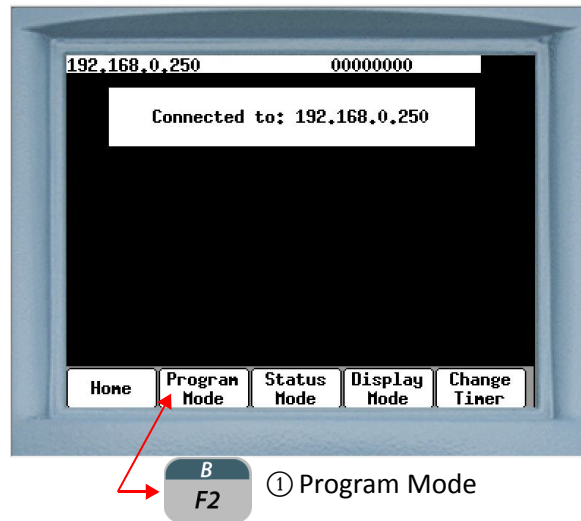 192.168.0.250 00000000
Connected to: 192.168.0.250
Home Program Mode Status Mode Display Mode Change Timer
B
F2
① Program Mode